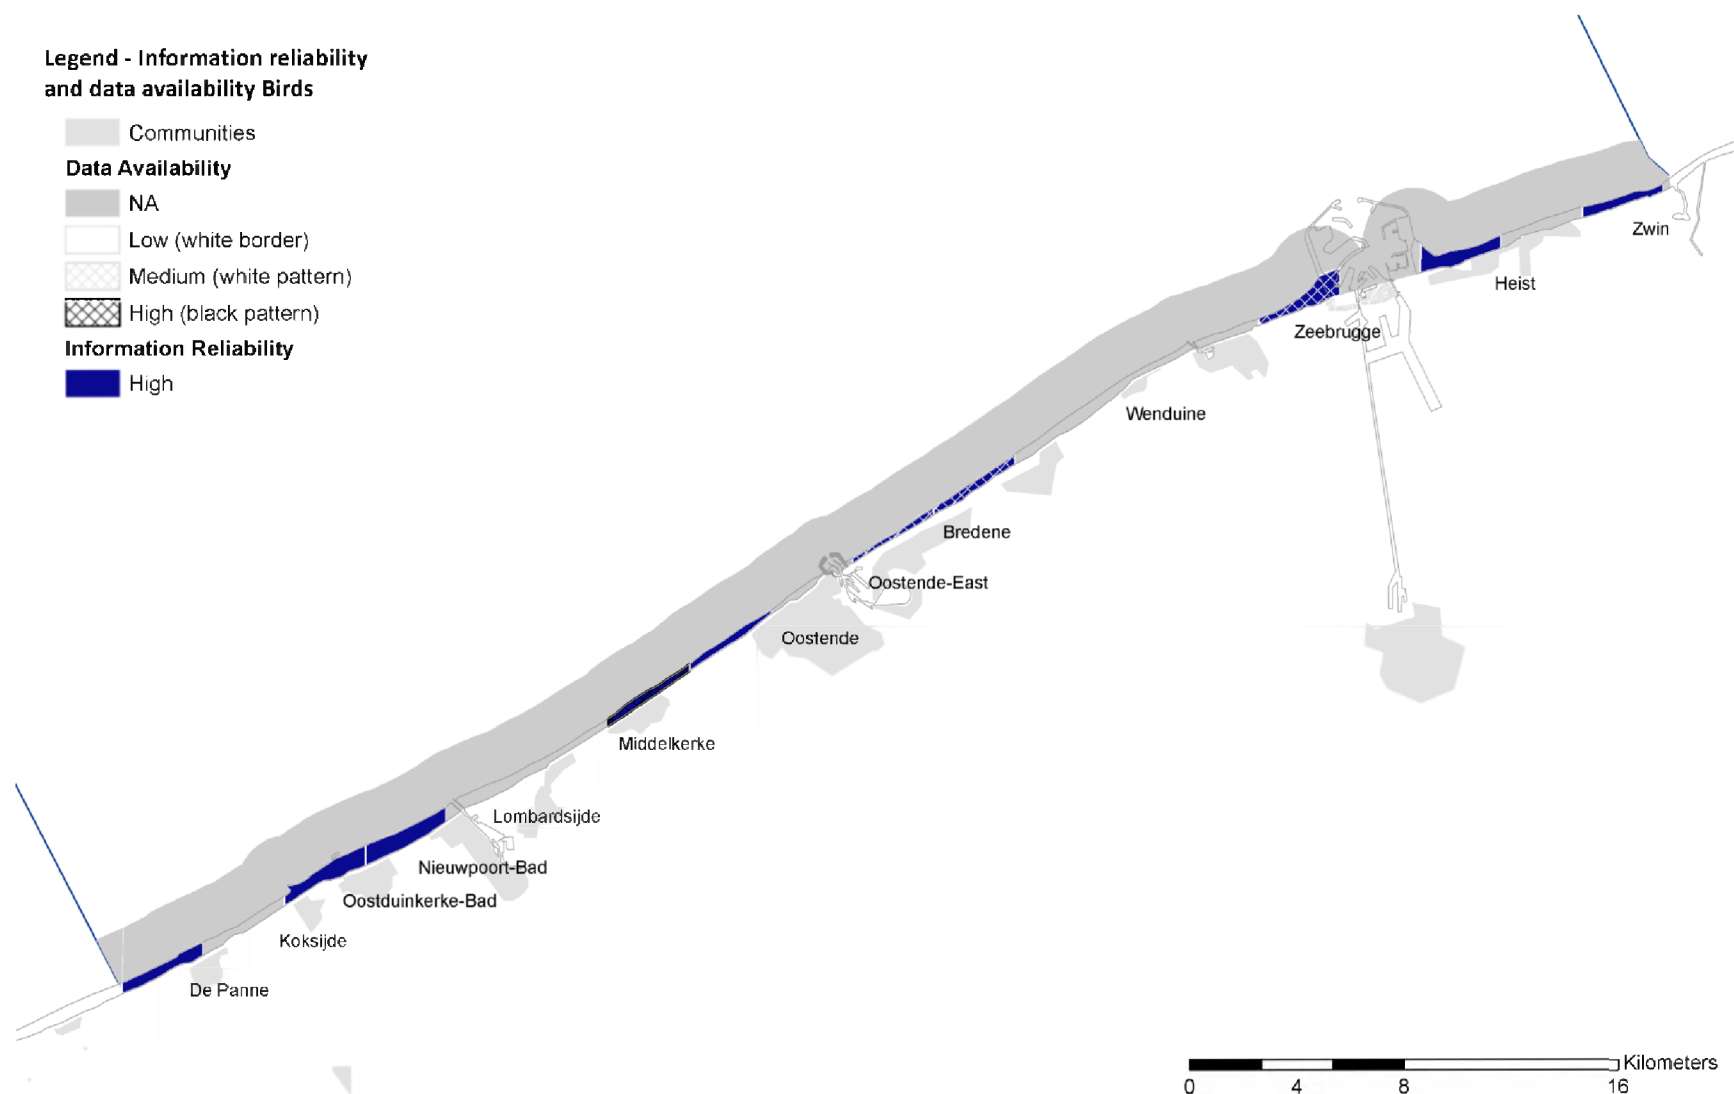 Legend - Information reliability
and data availability Birds
Communities
Data Availability
NA
Low (white border)
Medium (white pattern)
High (black pattern)
Information Reliability
High
Zwin
Heist
Zeebrugge
Wenduine
Bredene
Oostende-East
Oostende
Middelkerke
Lombardsijde
Nieuwpoort-Bad
Oostduinkerke-Bad
Koksijde
De Panne
Kilometers
0 4 8 16